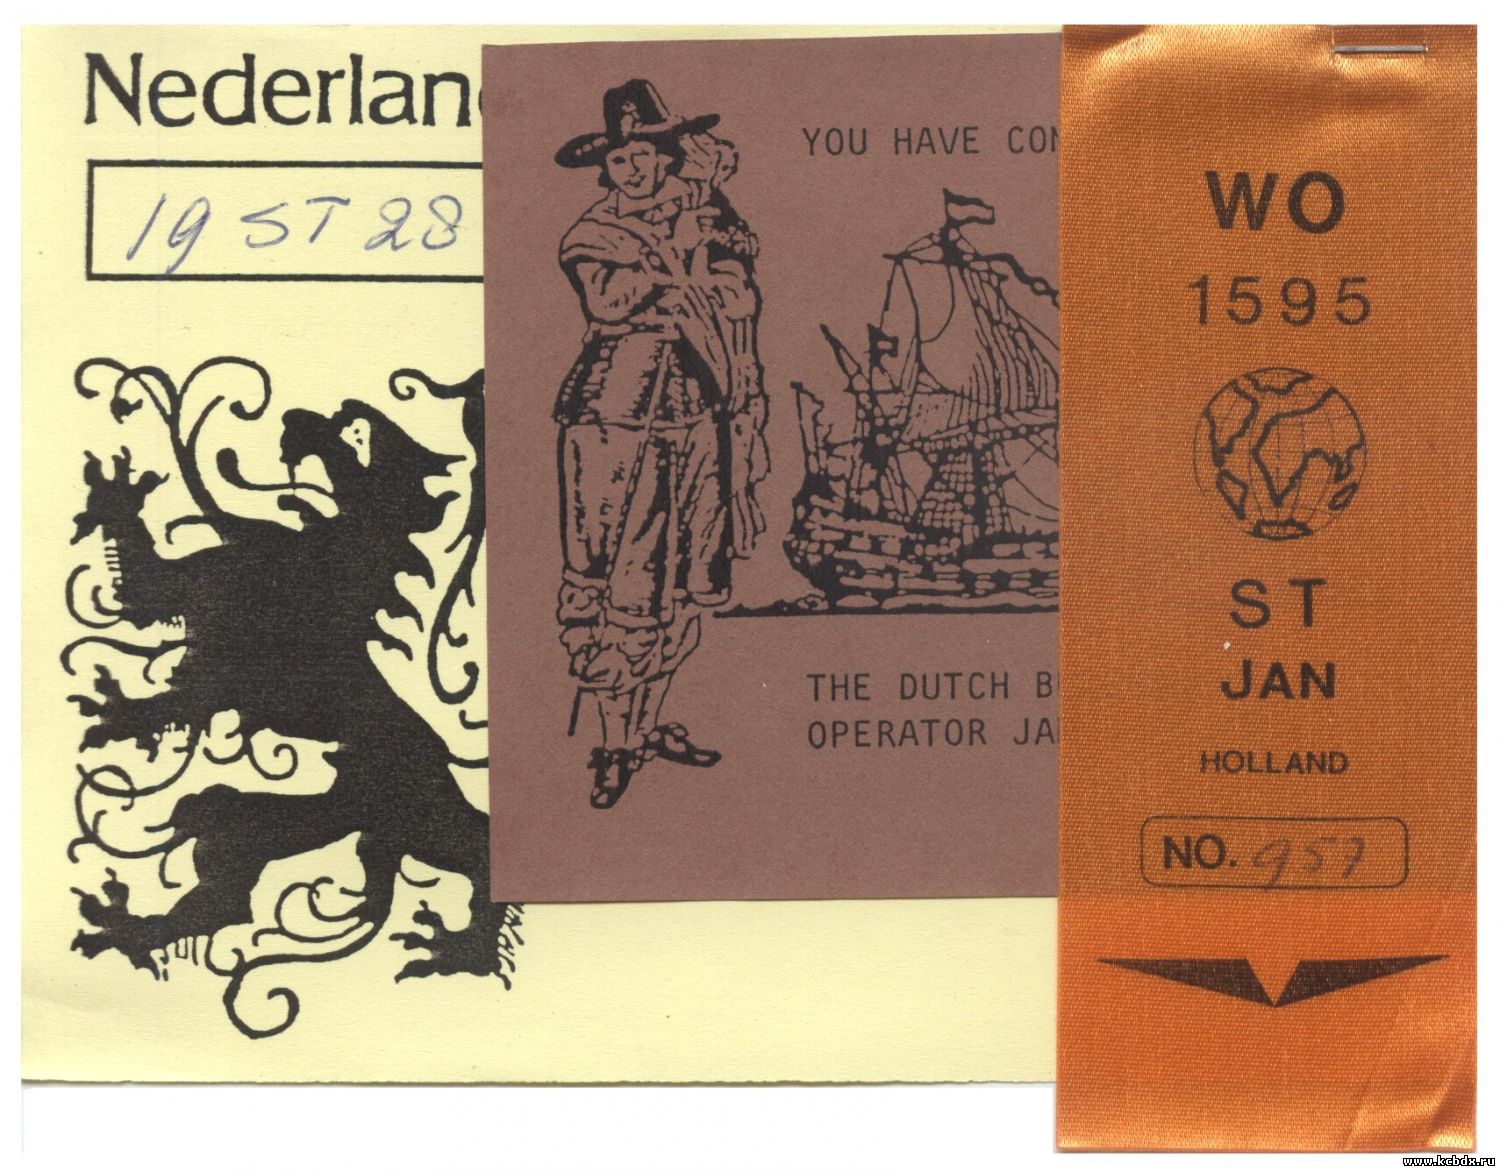 Nederlan
19 ST 28
YOU HAVE CON
THE DUTCH B
OPERATOR JA
WO
1595
ST
JAN
HOLLAND
NO. 957
www.kcbdx.ru